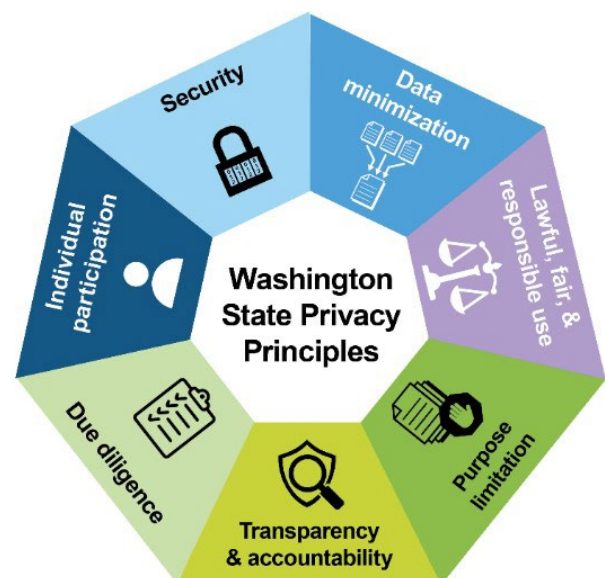 Security
Data
minimization
Lawful, fair, &
responsible use
Purpose
limitation
Transparency
& accountability
Due diligence
Individual
participation
Washington
State Privacy
Principles